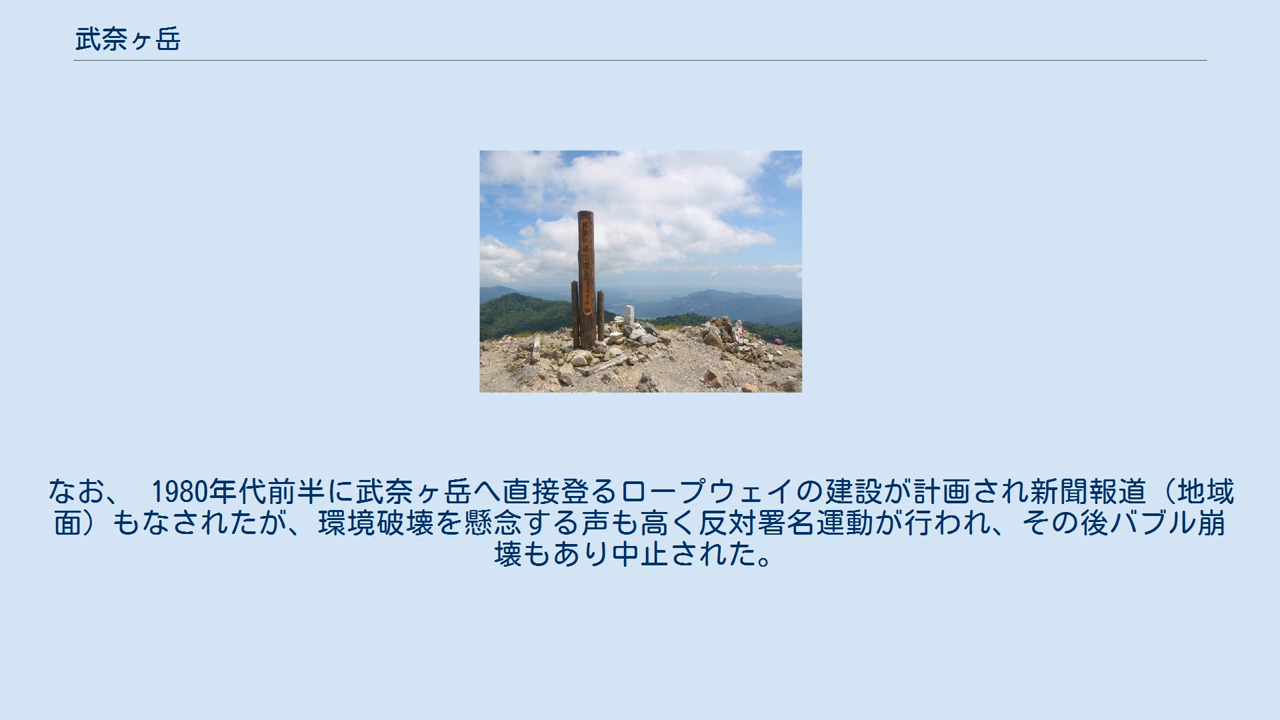 武奈ヶ岳
なお、 1980年代前半に武奈ヶ岳へ直接登るロープウェイの建設が計画され新聞報道（地域
面）もなされたが、環境破壊を懸念する声も高く反対署名運動が行われ、その後バブル崩
壊もあり中止された。